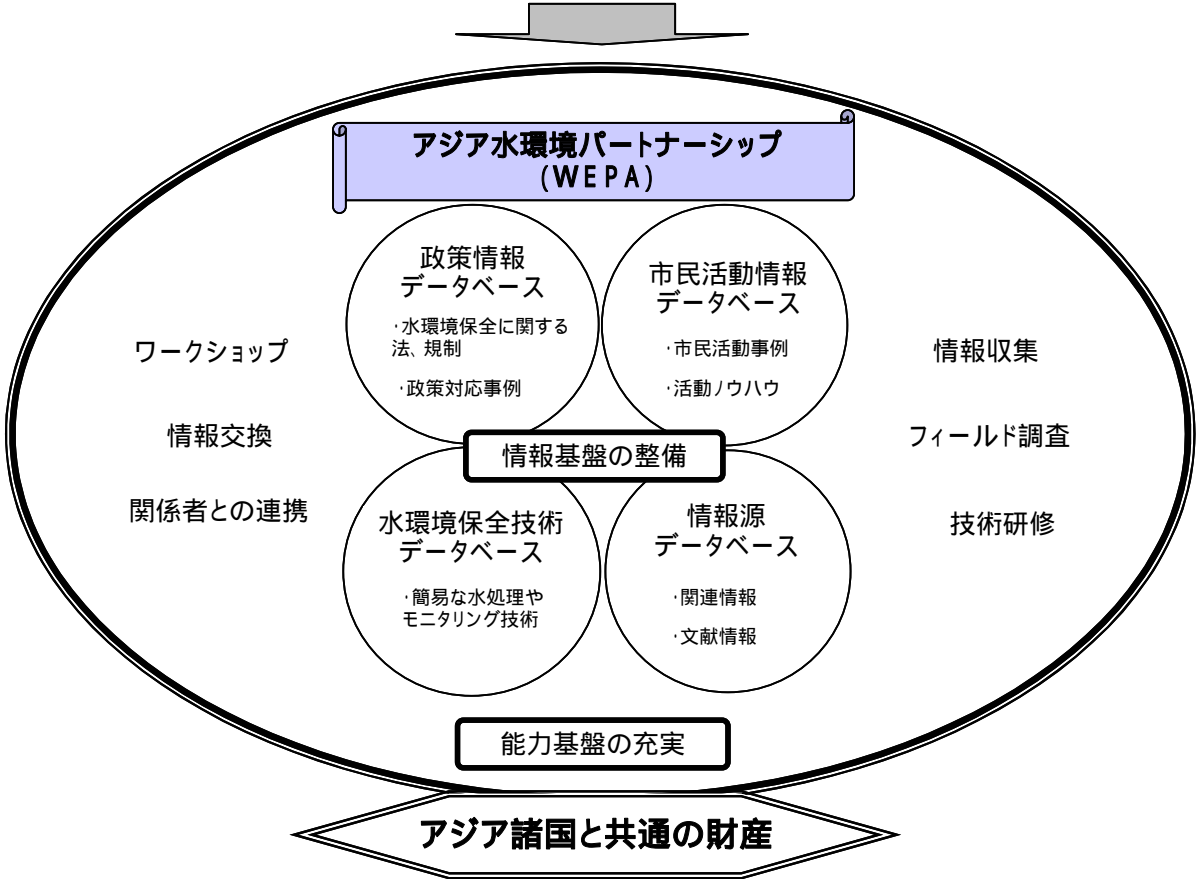 アジア水環境パートナーシップ
(WEPA)
政策情報
データベース
・水環境保全に関する
法、規制
・政策対応事例
市民活動情報
データベース
・市民活動事例
・活動ノウハウ
ワークショップ
情報交換
関係者との連携
情報収集
フィールド調査
技術研修
情報基盤の整備
水環境保全技術
データベース
・簡易な水処理や
モニタリング技術
情報源
データベース
・関連情報
・文献情報
能力基盤の充実
アジア諸国と共通の財産